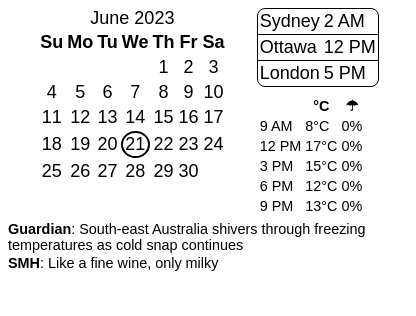 June 2023
Su Mo Tu We Th Fr Sa
1 2 3
4 5 6 7 8 9 10
11 12 13 14 15 16 17
18 19 20 21 22 23 24
25 26 27 28 29 30
Sydney 2 AM
Ottawa 12 PM
London 5 PM
°C ☂
9 AM 8°C 0%
12 PM 17°C 0%
3 PM 15°C 0%
6 PM 12°C 0%
9 PM 13°C 0%
Guardian: South-east Australia shivers through freezing
temperatures as cold snap continues
SMH: Like a fine wine, only milky